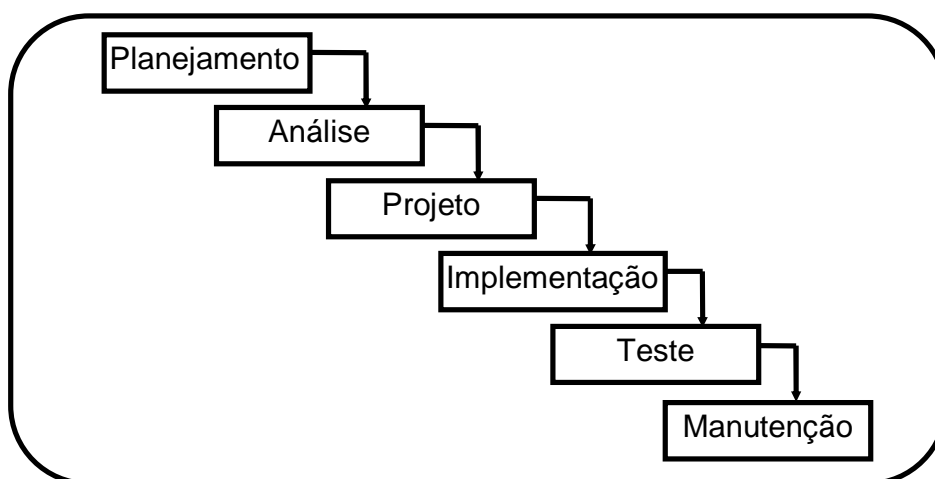 Planejamento
Análise
Projeto
Implementação
Teste
Manutenção